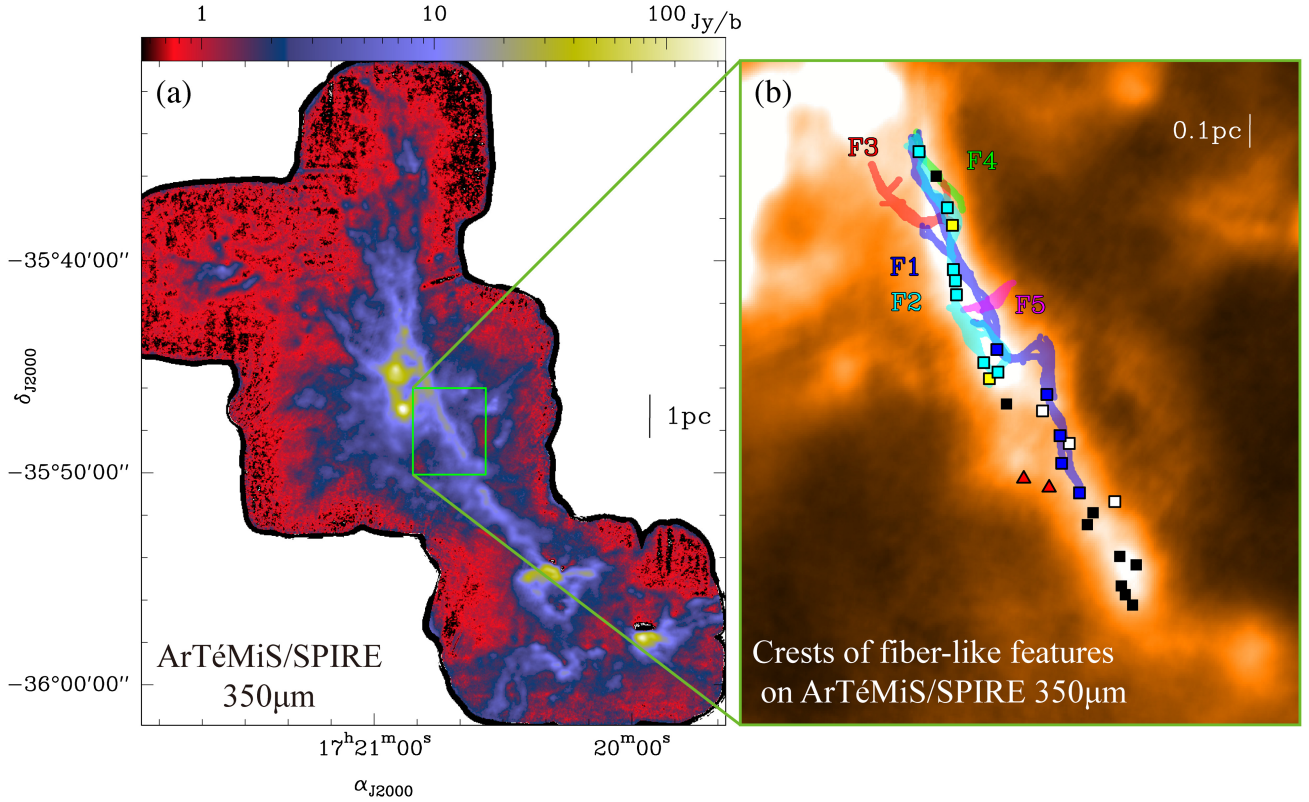 1 10 100 Jy/b
(a)
−35°40′00′′
−35°50′00′′
−36°00′00′′
δJ2000
1pc
ArTéMiS/SPIRE
350μm
17h21m00s 20m00s
αJ2000
(b)
0.1pc
F3
F4
F1
F2
F5
Crests of fiber-like features
on ArTéMiS/SPIRE 350μm